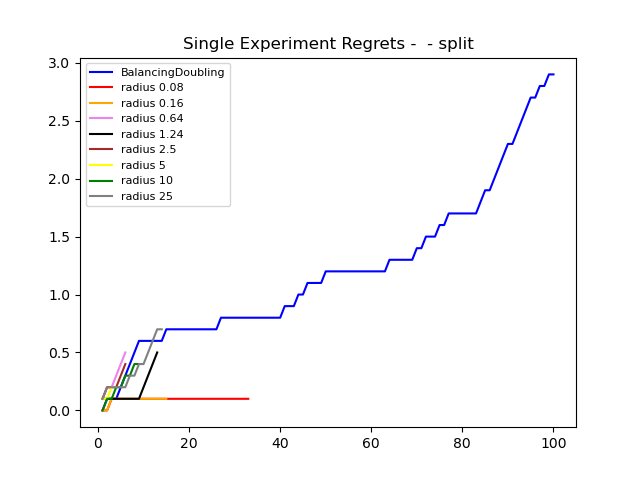 Single Experiment Regrets -  - split
3.0
2.5
2.0
1.5
1.0
0.5
0.0
BalancingDoubling
radius 0.08
radius 0.16
radius 0.64
radius 1.24
radius 2.5
radius 5
radius 10
radius 25
0 20 40 60 80 100